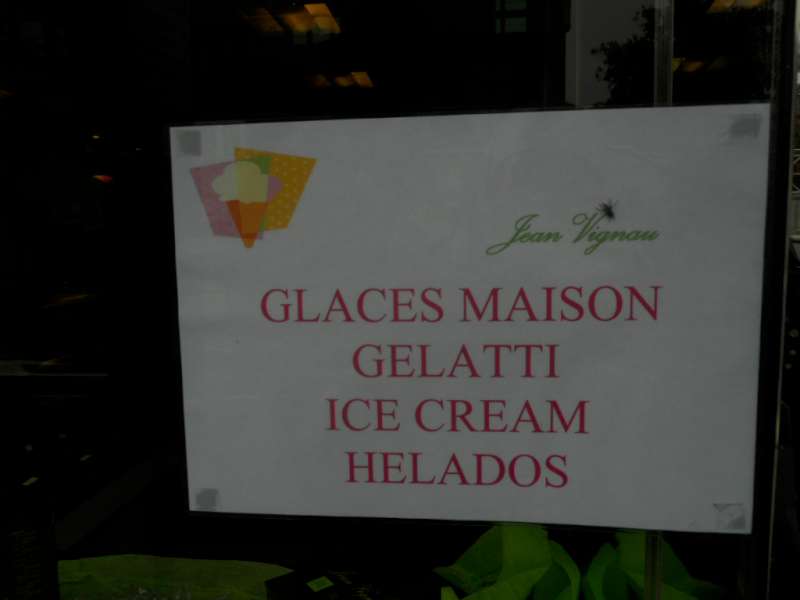 Jean Vignau
GLACES MAISON
GELATTI
ICE CREAM
HELADOS